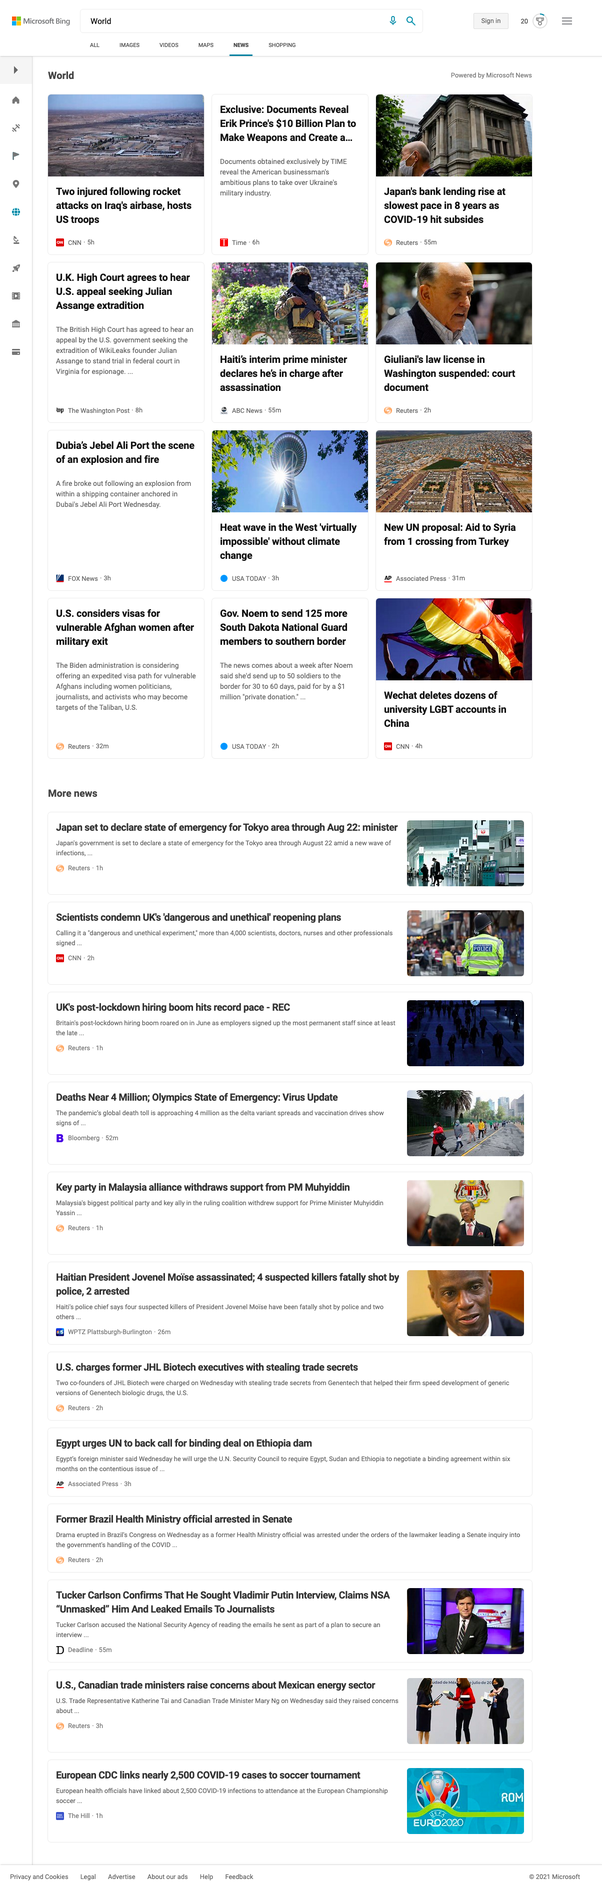 Microsoft Bing
World
Sign in
20
ALL
IMAGES
VIDEOS
MAPS
NEWS
SHOPPING
World
Powered by Microsoft News
Two injured following rocket
attacks on Iraq's airbase, hosts
US troops
CNN · 5h
Exclusive: Documents Reveal
Erik Prince's $10 Billion Plan to
Make Weapons and Create a...
Documents obtained exclusively by TIME
reveal the American businessman's
ambitious plans to take over Ukraine's
military industry.
Time · 6h
Japan's bank lending rise at
slowest pace in 8 years as
COVID-19 hit subsides
Reuters · 55m
U.K. High Court agrees to hear
U.S. appeal seeking Julian
Assange extradition
The British High Court has agreed to hear an
appeal by the U.S. government seeking the
extradition of WikiLeaks founder Julian
Assange to stand trial in federal court in
Virginia for espionage. ...
The Washington Post · 8h
Haiti's interim prime minister
declares he's in charge after
assassination
ABC News · 55m
Giuliani's law license in
Washington suspended: court
document
Reuters · 2h
Dubia's Jebel Ali Port the scene
of an explosion and fire
A fire broke out following an explosion from
within a shipping container anchored in
Dubai's Jebel Ali Port Wednesday.
FOX News · 3h
Heat wave in the West 'virtually
impossible' without climate
change
USA TODAY · 3h
New UN proposal: Aid to Syria
from 1 crossing from Turkey
AP
Associated Press · 31m
U.S. considers visas for
vulnerable Afghan women after
military exit
The Biden administration is considering
offering an expedited visa path for vulnerable
Afghans including women politicians,
journalists, and activists who may become
targets of the Taliban, U.S.
Reuters · 32m
Gov. Noem to send 125 more
South Dakota National Guard
members to southern border
The news comes about a week after Noem
said she'd send up to 50 soldiers to the
border for 30 to 60 days, paid for by a $1
million "private donation." ...
USA TODAY · 2h
Wechat deletes dozens of
university LGBT accounts in
China
CNN · 4h
More news
Japan set to declare state of emergency for Tokyo area through Aug 22: minister
Japan's government is set to declare a state of emergency for the Tokyo area through August 22 amid a new wave of
infections, ...
Reuters · 1h
Scientists condemn UK's 'dangerous and unethical' reopening plans
Calling it a "dangerous and unethical experiment," more than 4,000 scientists, doctors, nurses and other professionals
signed ...
CNN · 2h
POLICE
UK's post-lockdown hiring boom hits record pace - REC
Britain's post-lockdown hiring boom roared on in June as employers signed up the most permanent staff since at least
the late ...
Reuters · 1h
Deaths Near 4 Million; Olympics State of Emergency: Virus Update
The pandemic's global death toll is approaching 4 million as the delta variant spreads and vaccination drives show
signs of ...
B
Bloomberg · 52m
Key party in Malaysia alliance withdraws support from PM Muhyiddin
Malaysia's biggest political party and key ally in the ruling coalition withdrew support for Prime Minister Muhyiddin
Yassin ...
Reuters · 1h
Haitian President Jovenel Moïse assassinated; 4 suspected killers fatally shot by
police, 2 arrested
Haiti's police chief says four suspected killers of President Jovenel Moïse have been fatally shot by police and two
others ...
WPTZ Plattsburgh-Burlington · 26m
U.S. charges former JHL Biotech executives with stealing trade secrets
Two co-founders of JHL Biotech were charged on Wednesday with stealing trade secrets from Genentech that helped their firm speed development of generic
versions of Genentech biologic drugs, the U.S.
Reuters · 2h
Egypt urges UN to back call for binding deal on Ethiopia dam
Egypt's foreign minister said Wednesday he will urge the U.N. Security Council to require Egypt, Sudan and Ethiopia to negotiate a binding agreement within six
months on the contentious issue of ...
AP
Associated Press · 3h
Former Brazil Health Ministry official arrested in Senate
Drama erupted in Brazil's Congress on Wednesday as a former Health Ministry official was arrested under the orders of the lawmaker leading a Senate inquiry into
the government's handling of the COVID ...
Reuters · 2h
Tucker Carlson Confirms That He Sought Vladimir Putin Interview, Claims NSA
"Unmasked" Him And Leaked Emails To Journalists
Tucker Carlson accused the National Security Agency of reading the emails he sent as part of a plan to secure an
interview ...
D
Deadline · 55m
U.S., Canadian trade ministers raise concerns about Mexican energy sector
U.S. Trade Representative Katherine Tai and Canadian Trade Minister Mary Ng on Wednesday said they raised concerns
about ...
Reuters · 3h
European CDC links nearly 2,500 COVID-19 cases to soccer tournament
European health officials have linked about 2,500 COVID-19 infections to attendance at the European Championship
soccer ...
The Hill · 1h
ROM
UEFA
EURO2020
Privacy and Cookies
Legal
Advertise
About our ads
Help
Feedback
© 2021 Microsoft